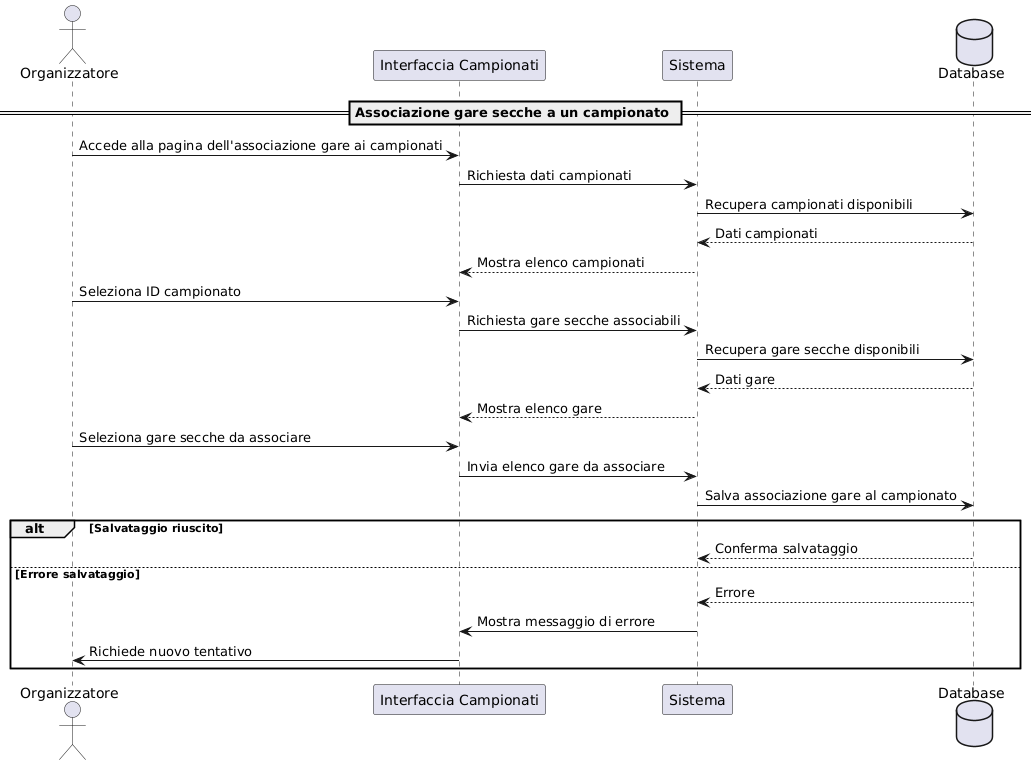 Organizzatore
Interfaccia Campionati
Sistema
Database
Associazione gare secche a un campionato
Accede alla pagina dell'associazione gare ai campionati
Richiesta dati campionati
Recupera campionati disponibili
Dati campionati
Mostra elenco campionati
Seleziona ID campionato
Richiesta gare secche associabili
Recupera gare secche disponibili
Dati gare
Mostra elenco gare
Seleziona gare secche da associare
Invia elenco gare da associare
Salva associazione gare al campionato
alt [Salvataggio riuscito]
Conferma salvataggio
[Errore salvataggio]
Errore
Mostra messaggio di errore
Richiede nuovo tentativo
Organizzatore
Interfaccia Campionati
Sistema
Database